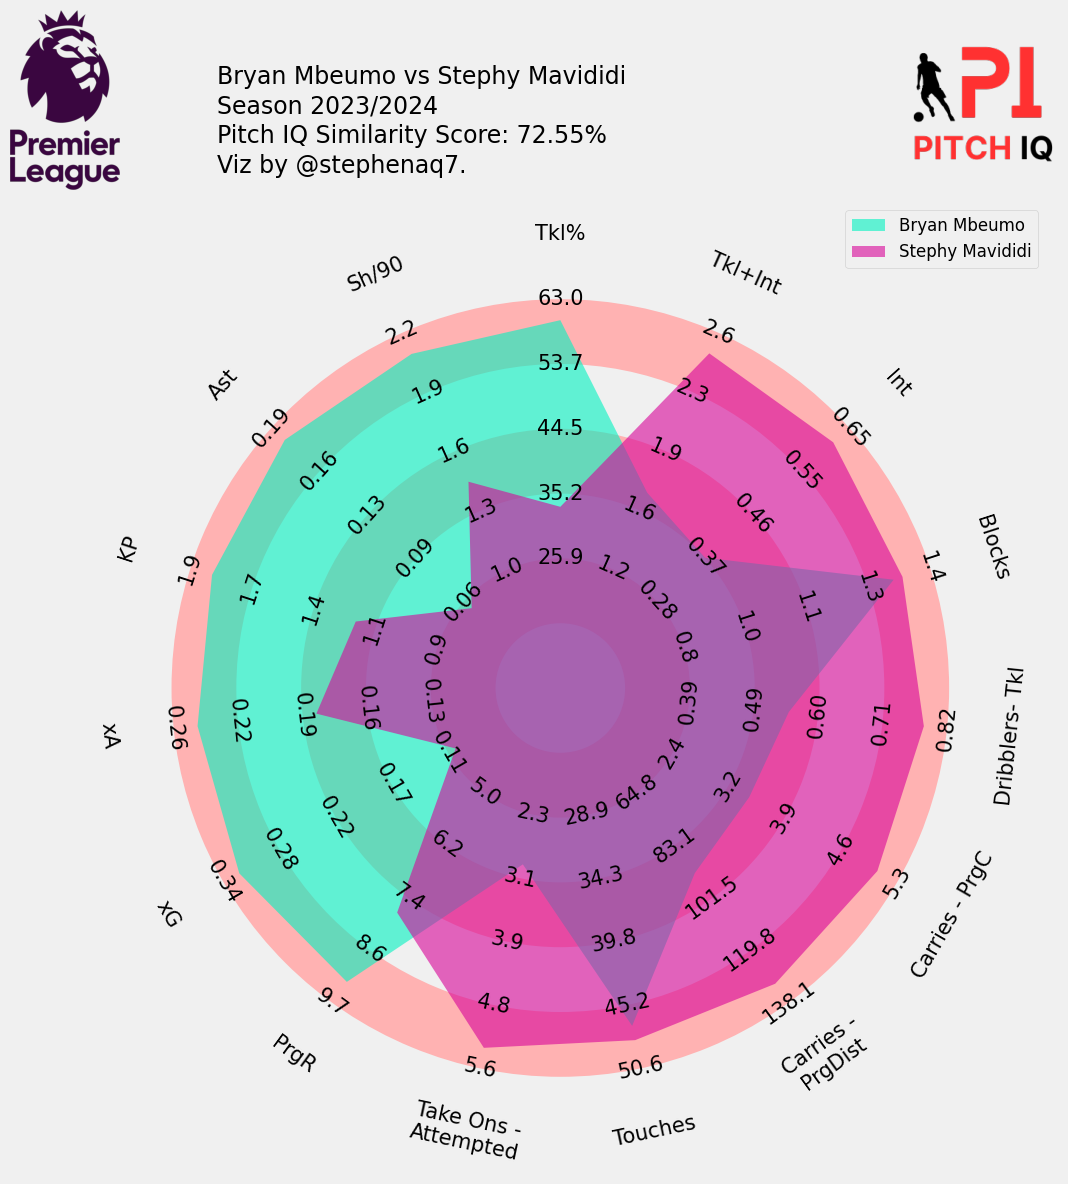 Premier
League
Bryan Mbeumo vs Stephy Mavididi
Season 2023/2024
Pitch IQ Similarity Score: 72.55%
Viz by @stephenaq7.
PI
PITCH IQ
Bryan Mbeumo
Stephy Mavididi
Tkl%
63.0
53.7
44.5
35.2
25.9
Tkl+Int
2.6
2.3
1.9
1.6
1.2
Int
0.65
0.55
0.46
0.37
0.28
Blocks
1.4
1.3
1.1
1.0
0.8
Dribblers- Tkl
0.82
0.71
0.60
0.49
0.39
Carries - PrgC
5.3
4.6
3.9
3.2
2.4
Carries -
PrgDist
138.1
119.8
101.5
83.1
64.8
Touches
50.6
45.2
39.8
34.3
28.9
Take Ons -
Attempted
5.6
4.8
3.9
3.1
2.3
PrgR
9.7
8.6
7.4
6.2
5.0
xG
0.34
0.28
0.22
0.17
0.11
xA
0.26
0.22
0.19
0.16
0.13
KP
1.9
1.7
1.4
1.1
0.9
Ast
0.19
0.16
0.13
0.09
0.06
Sh/90
2.2
1.9
1.6
1.3
1.0